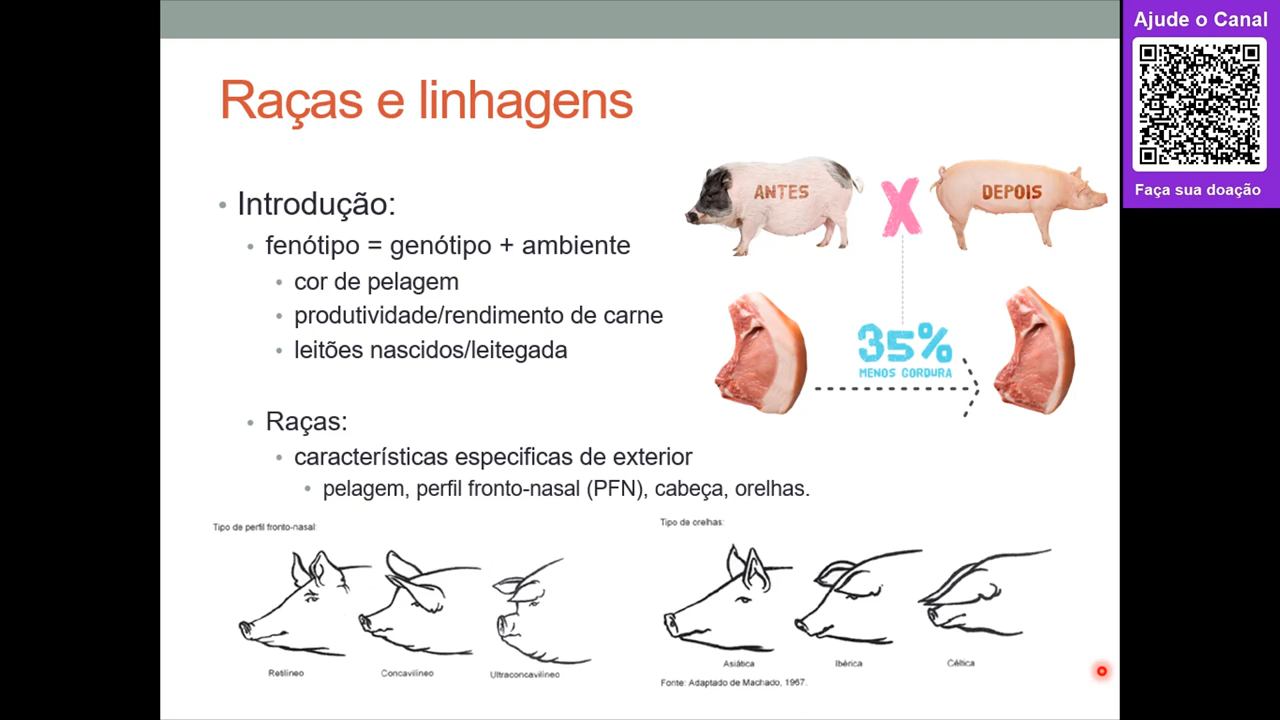 Ajude o Canal
Faça sua doação
Raças e linhagens
• Introdução:
• fenótipo = genótipo + ambiente
• cor de pelagem
• produtividade/rendimento de carne
• leitões nascidos/leitegada
ANTES
X
DEPOIS
35%
MENOS GORDURA
• Raças:
• características especificas de exterior
• pelagem, perfil fronto-nasal (PFN), cabeça, orelhas.
Tipo de perfil fronto-nasal:
Retilíneo
Concavilíneo
Ultraconcavilíneo
Tipo de orelhas:
Asiática
Ibérica
Céltica
Fonte: Adaptado de Machado, 1967.